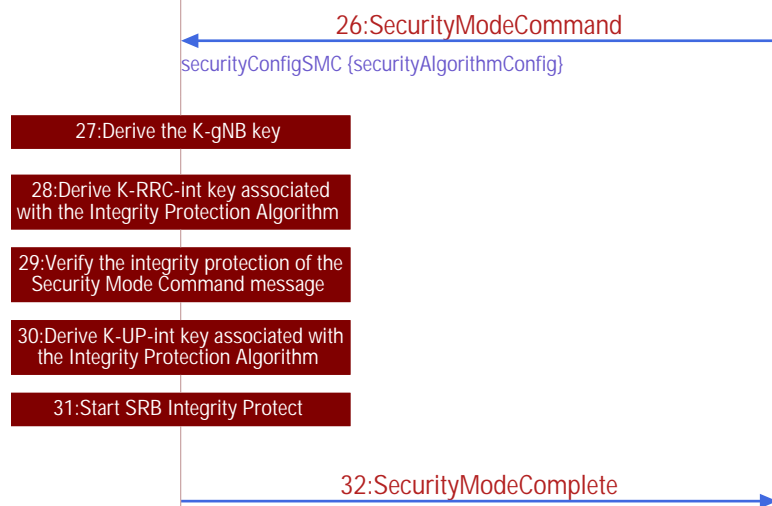 26:SecurityModeCommand
securityConfigSMC {securityAlgorithmConfig}
27:Derive the K-gNB key
28:Derive K-RRC-int key associated
with the Integrity Protection Algorithm
29:Verify the integrity protection of the
Security Mode Command message
30:Derive K-UP-int key associated with
the Integrity Protection Algorithm
31:Start SRB Integrity Protect
32:SecurityModeComplete